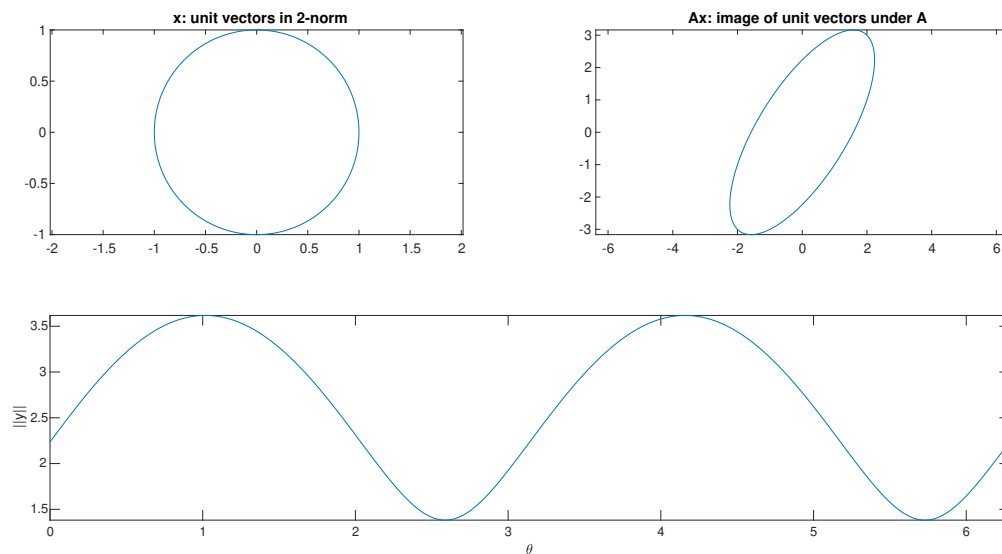 x: unit vectors in 2-norm
1
0.5
0
-0.5
-1
-2 -1.5 -1 -0.5 0 0.5 1 1.5 2
Ax: image of unit vectors under A
3
2
1
0
-1
-2
-3
-6 -4 -2 0 2 4 6
||y||
3.5
3
2.5
2
1.5
0 1 2 3 4 5 6
θ